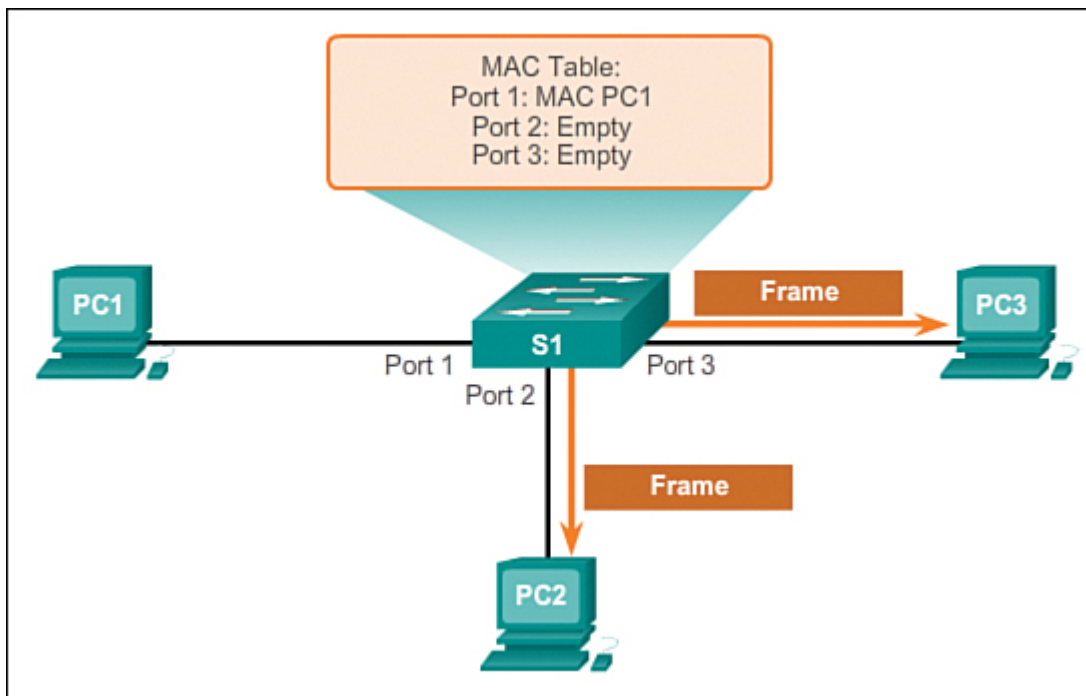 MAC Table:
Port 1: MAC PC1
Port 2: Empty
Port 3: Empty
PC1
Frame
PC3
S1
Port 1
Port 3
Port 2
Frame
PC2